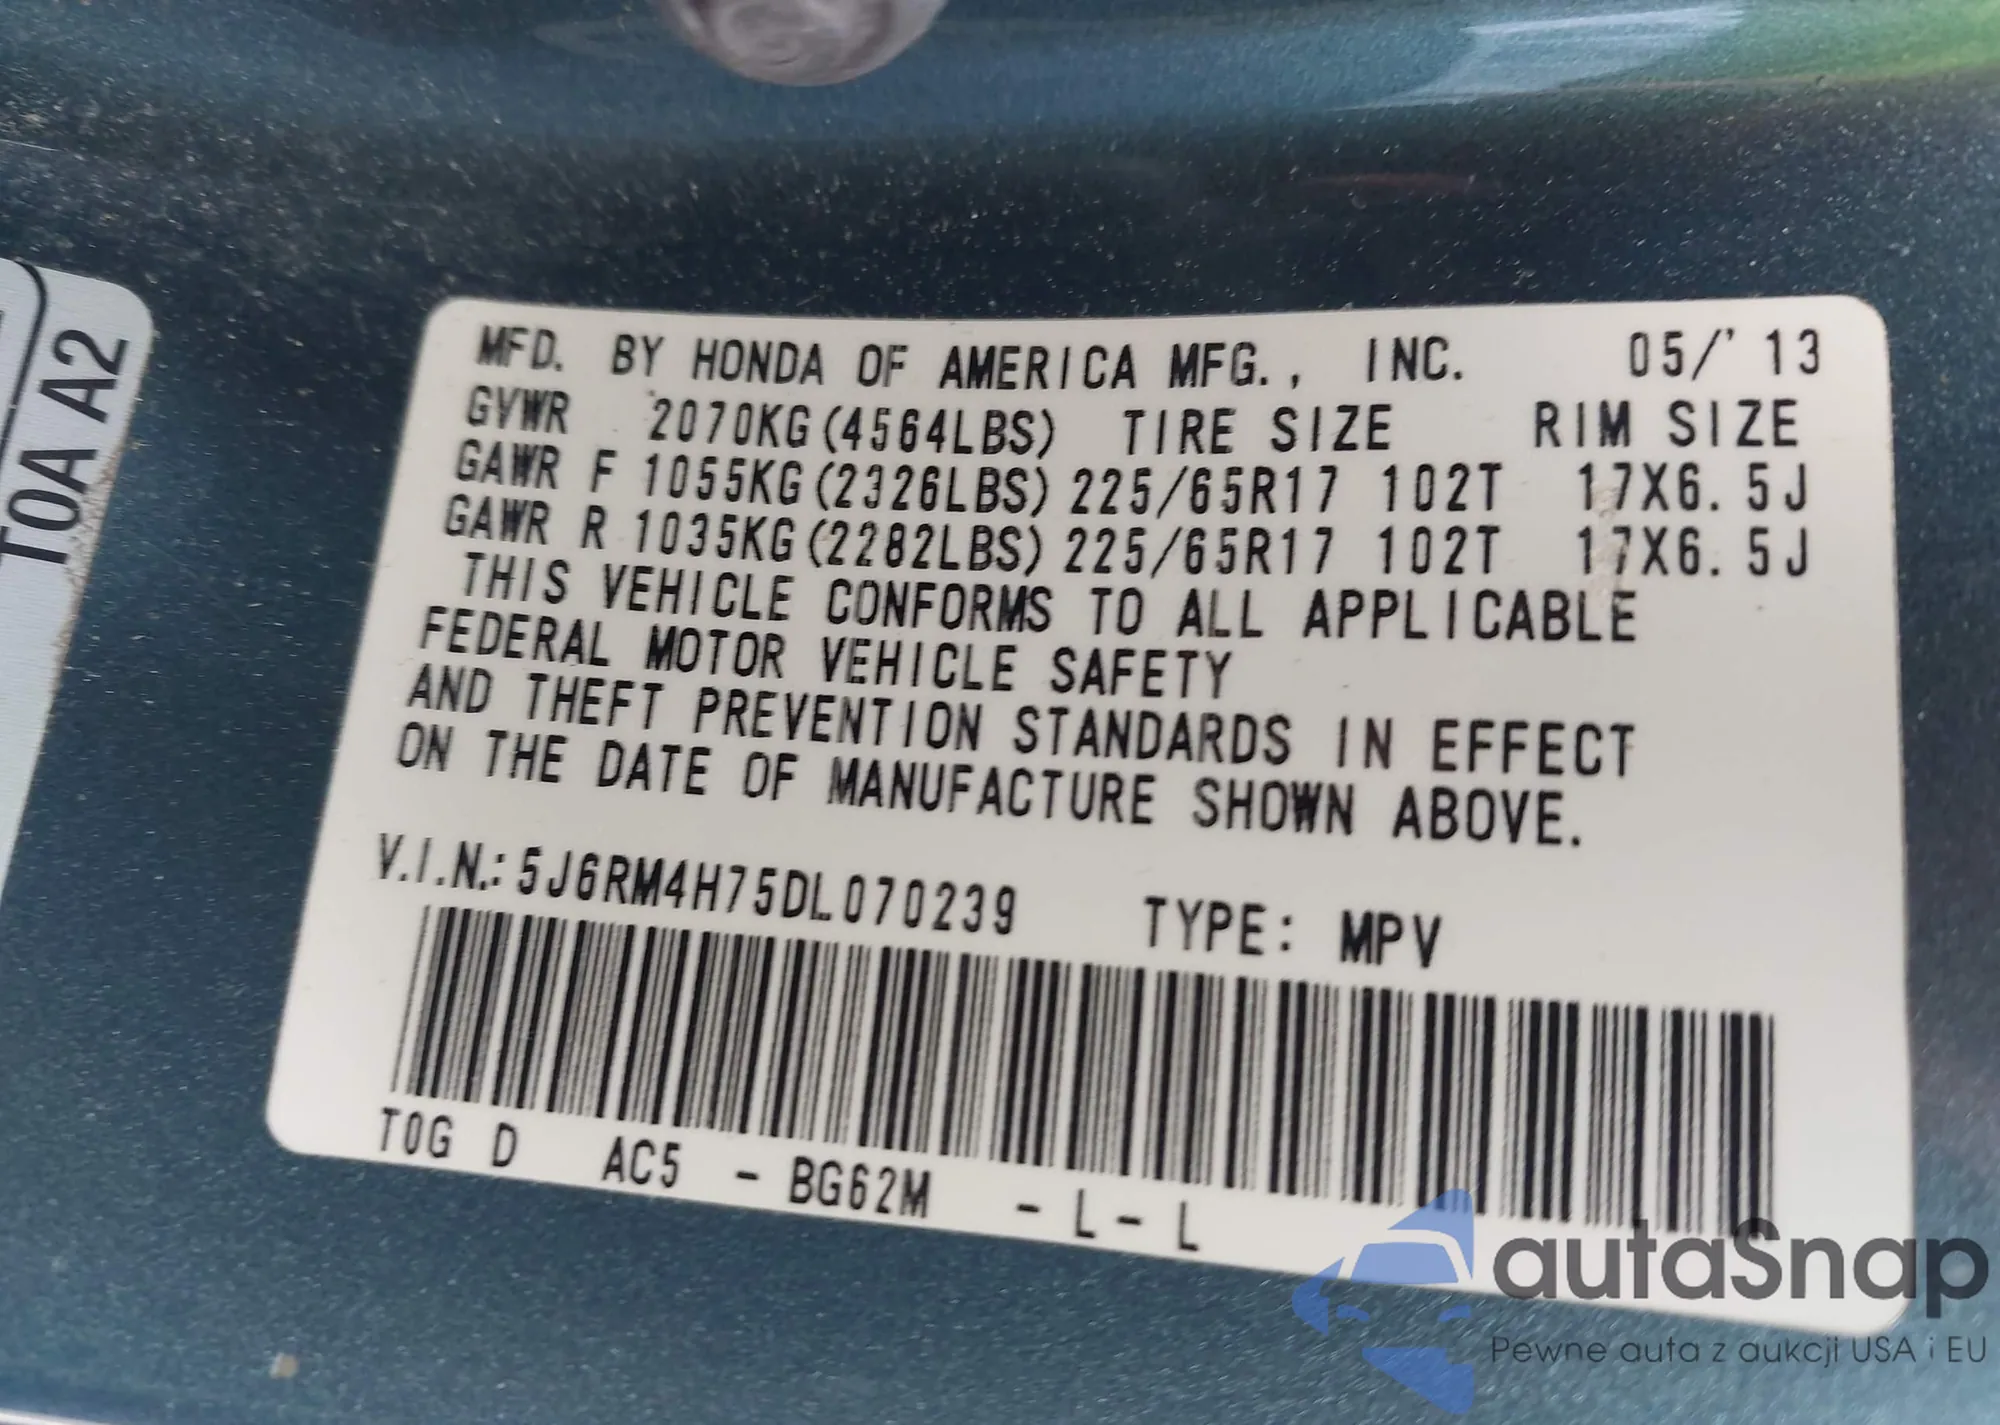 T0A A2
MFD. BY HONDA OF AMERICA MFG., INC. 05/'13
GVWR 2070KG(4564LBS) TIRE SIZE RIM SIZE
GAWR F 1055KG(2326LBS) 225/65R17 102T 17X6.5J
GAWR R 1035KG(2282LBS) 225/65R17 102T 17X6.5J
THIS VEHICLE CONFORMS TO ALL APPLICABLE
FEDERAL MOTOR VEHICLE SAFETY
AND THEFT PREVENTION STANDARDS IN EFFECT
ON THE DATE OF MANUFACTURE SHOWN ABOVE.
V.I.N.: 5J6RM4H75DL070239 TYPE: MPV
T0G D AC5 - BG62M - L - L
autaSnap
Pewne auta z aukcji USA i EU